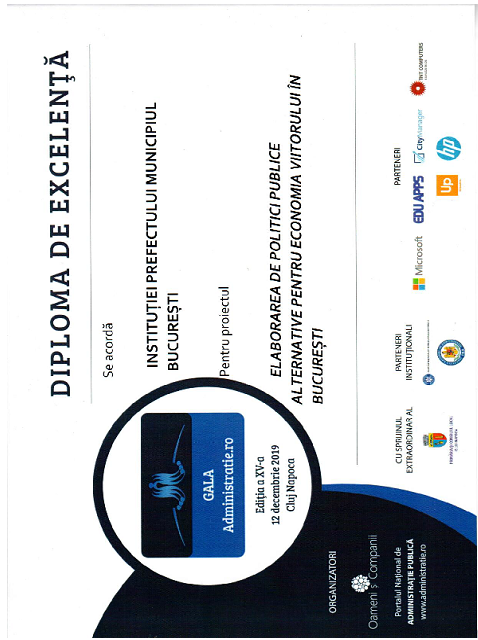 DIPLOMA DE EXCELENȚĂ
Se acordă
INSTITUȚIEI PREFECTULUI MUNICIPIUL
BUCUREȘTI
Pentru proiectul
ELABORAREA DE POLITICI PUBLICE
ALTERNATIVE PENTRU ECONOMIA VIITORULUI ÎN
BUCUREȘTI
GALA
Administratie.ro
Ediția a XV-a
12 decembrie 2019
Cluj Napoca
ORGANIZATORI
Oameni și Companii
Portalul Național de
ADMINISTRAȚIE PUBLICĂ
www.administratie.ro
CU SPRIJINUL
EXTRAORDINAR AL
PARTENERI
INSTITUȚIONALI
PARTENERI
Microsoft
EDU APPS
CityManager
TNT COMPUTERS
Up
hp